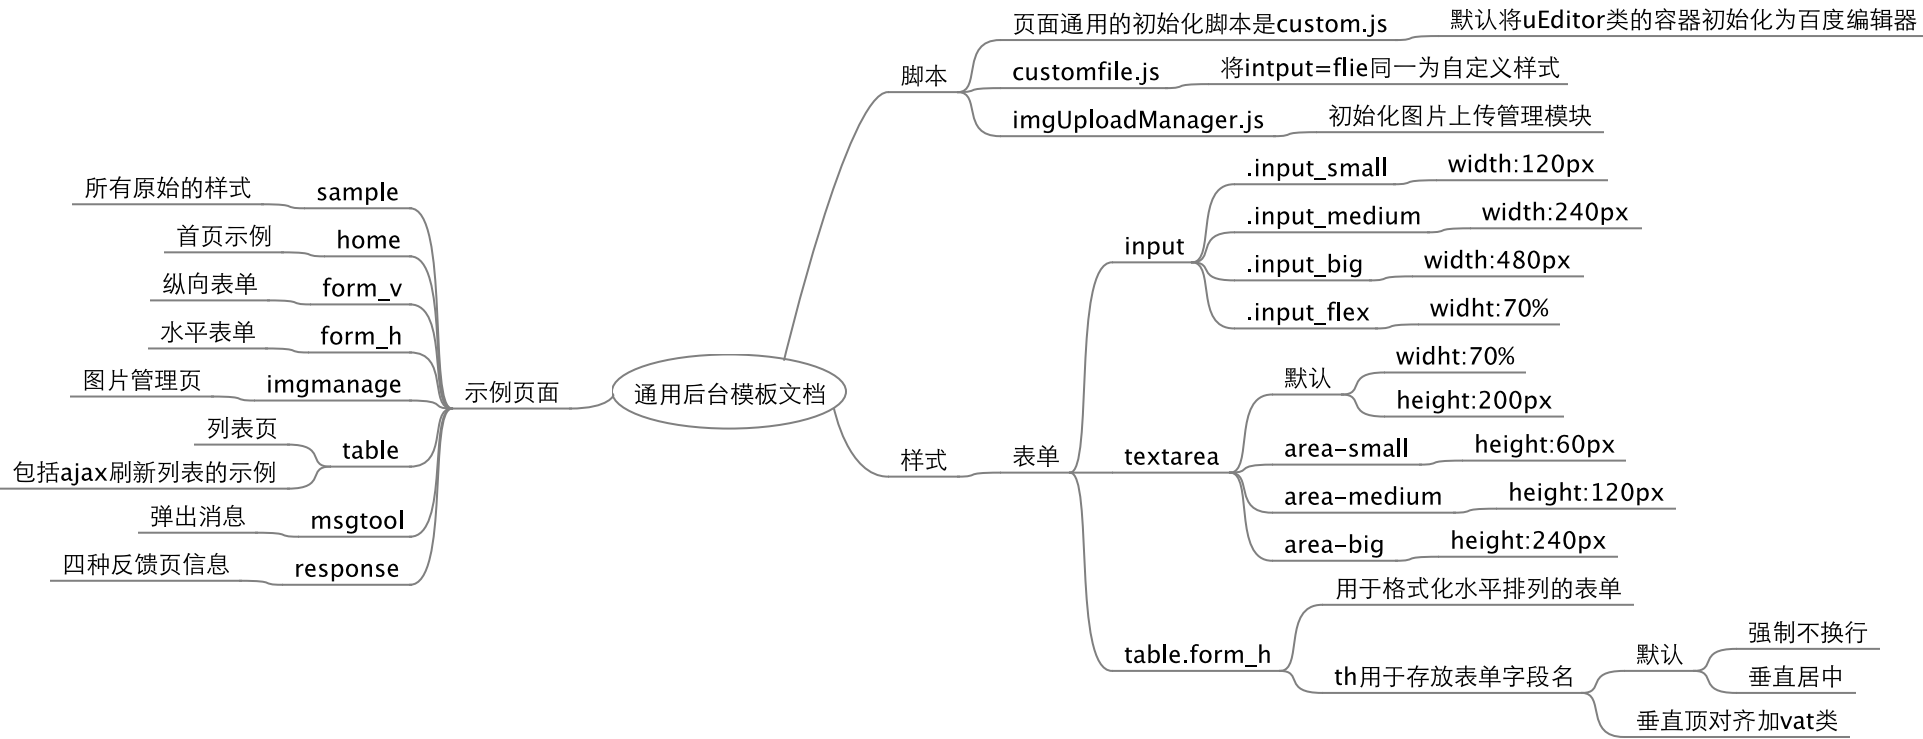 通用后台模板文档
脚本
页面通用的初始化脚本是custom.js
默认将uEditor类的容器初始化为百度编辑器
customfile.js
将intput=flie同一为自定义样式
imgUploadManager.js
初始化图片上传管理模块
样式
表单
input
.input_small
width:120px
.input_medium
width:240px
.input_big
width:480px
.input_flex
widht:70%
textarea
默认
widht:70%
height:200px
area-small
height:60px
area-medium
height:120px
area-big
height:240px
table.form_h
用于格式化水平排列的表单
th用于存放表单字段名
默认
强制不换行
垂直居中
垂直顶对齐加vat类
示例页面
sample
所有原始的样式
home
首页示例
form_v
纵向表单
form_h
水平表单
imgmanage
图片管理页
table
列表页
包括ajax刷新列表的示例
msgtool
弹出消息
response
四种反馈页信息